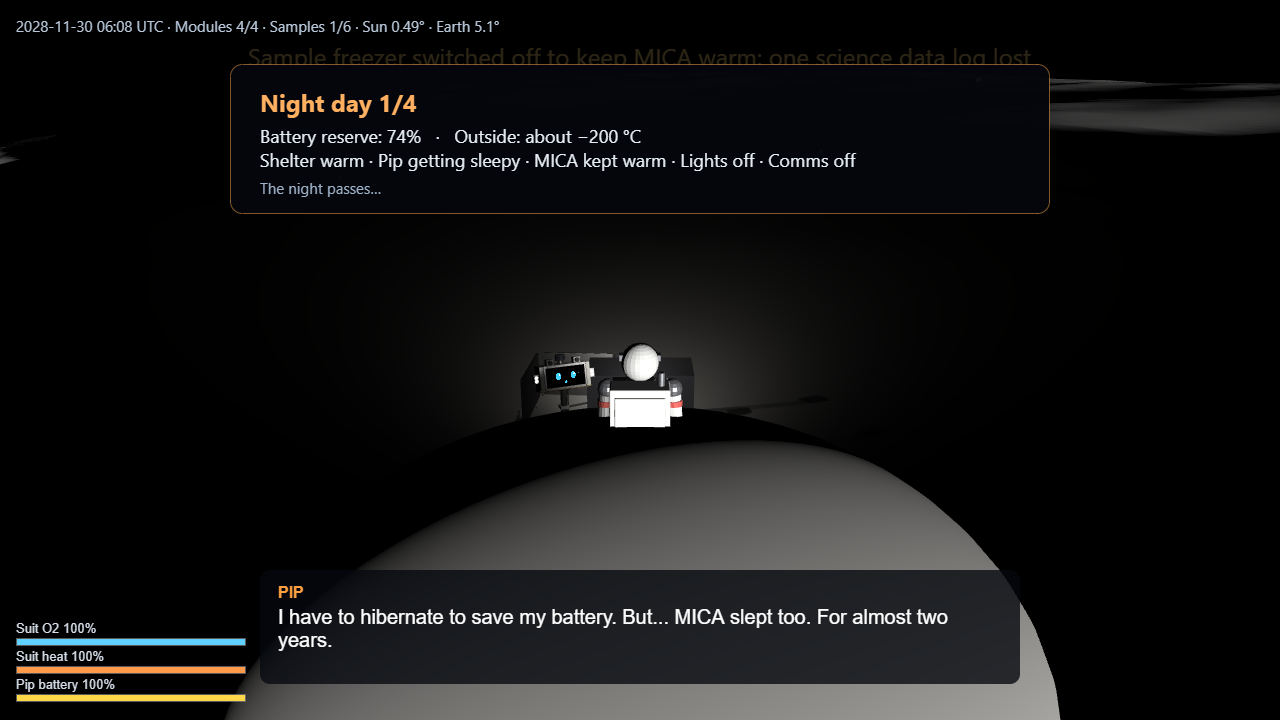 2028-11-30 06:08 UTC · Modules 4/4 · Samples 1/6 · Sun 0.49° · Earth 5.1°
Sample freezer switched off to keep MICA warm: one science data log lost
Night day 1/4
Battery reserve: 74% · Outside: about −200 °C
Shelter warm · Pip getting sleepy · MICA kept warm · Lights off · Comms off
The night passes...
PIP
I have to hibernate to save my battery. But... MICA slept too. For almost two
years.
Suit O2 100%
Suit heat 100%
Pip battery 100%